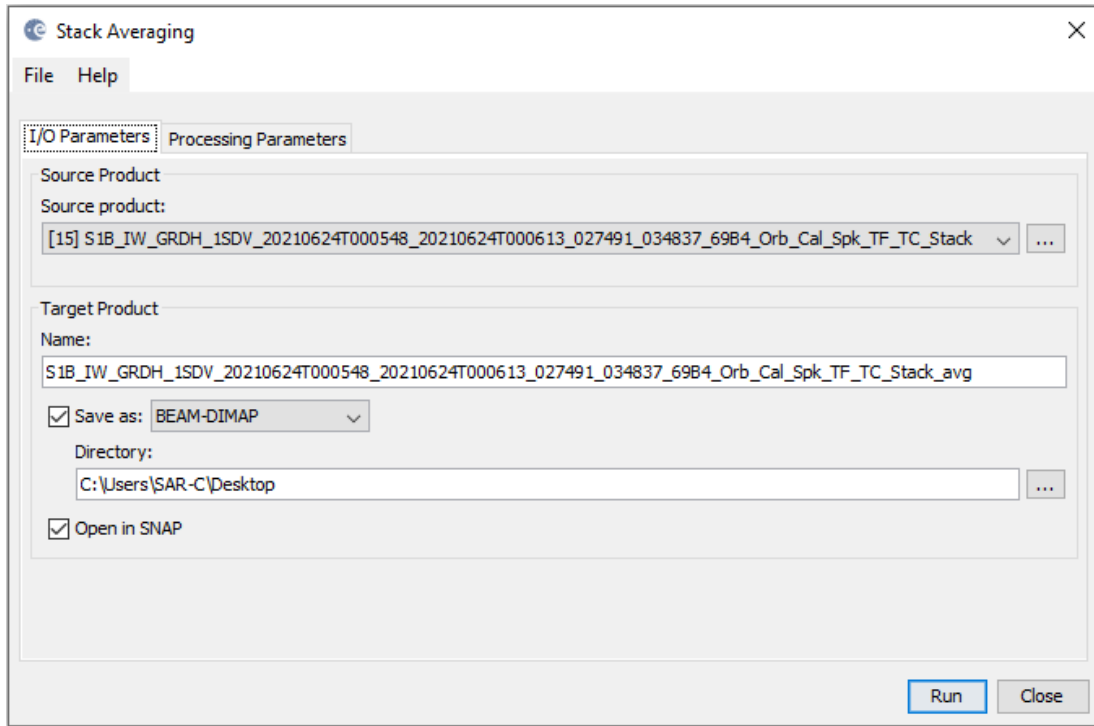 Stack Averaging
File Help
I/O Parameters Processing Parameters
Source Product
Source product:
[15] S1B_IW_GRDH_1SDV_20210624T000548_20210624T000613_027491_034837_69B4_Orb_Cal_Spk_TF_TC_Stack ...
Target Product
Name:
S1B_IW_GRDH_1SDV_20210624T000548_20210624T000613_027491_034837_69B4_Orb_Cal_Spk_TF_TC_Stack_avg
Save as: BEAM-DIMAP
Directory:
C:\Users\SAR-C\Desktop ...
Open in SNAP
Run Close